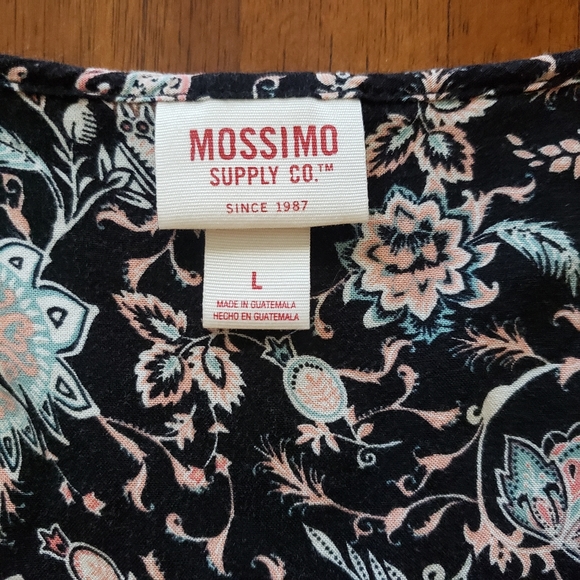 MOSSIMO
SUPPLY CO.™
SINCE 1987
L
MADE IN GUATEMALA
HECHO EN GUATEMALA